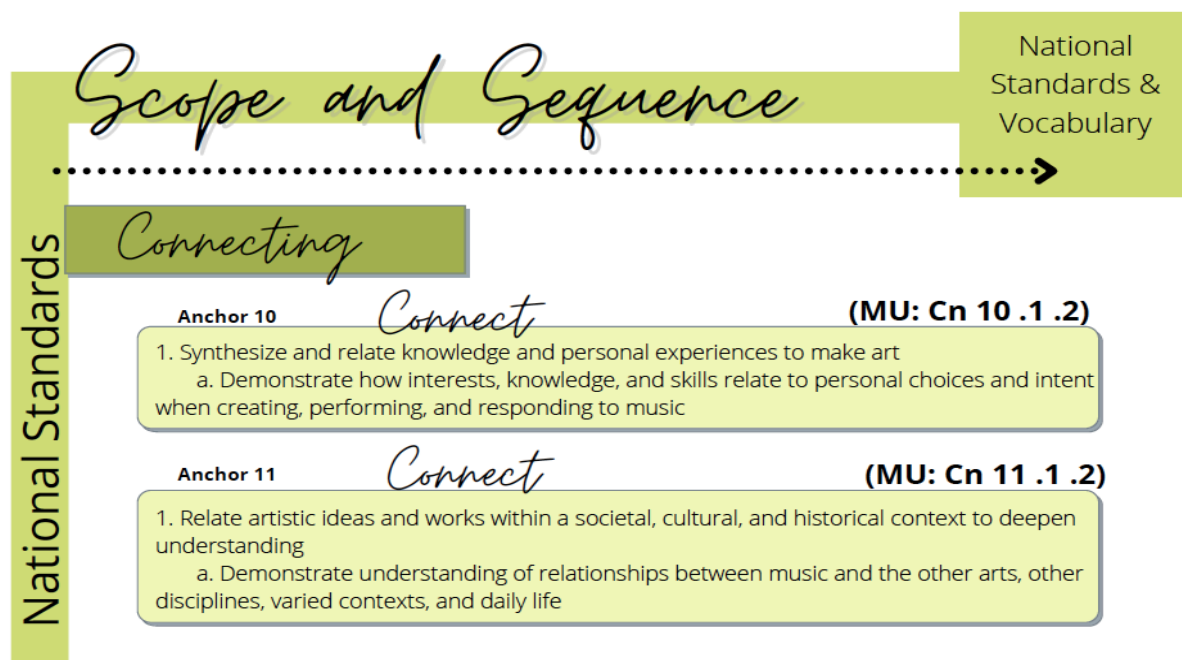 Scope and Sequence
National
Standards &
Vocabulary
National Standards
Connecting
Anchor 10
Connect
(MU: Cn 10 .1 .2)
1. Synthesize and relate knowledge and personal experiences to make art
a. Demonstrate how interests, knowledge, and skills relate to personal choices and intent
when creating, performing, and responding to music
Anchor 11
Connect
(MU: Cn 11 .1 .2)
1. Relate artistic ideas and works within a societal, cultural, and historical context to deepen
understanding
a. Demonstrate understanding of relationships between music and the other arts, other
disciplines, varied contexts, and daily life